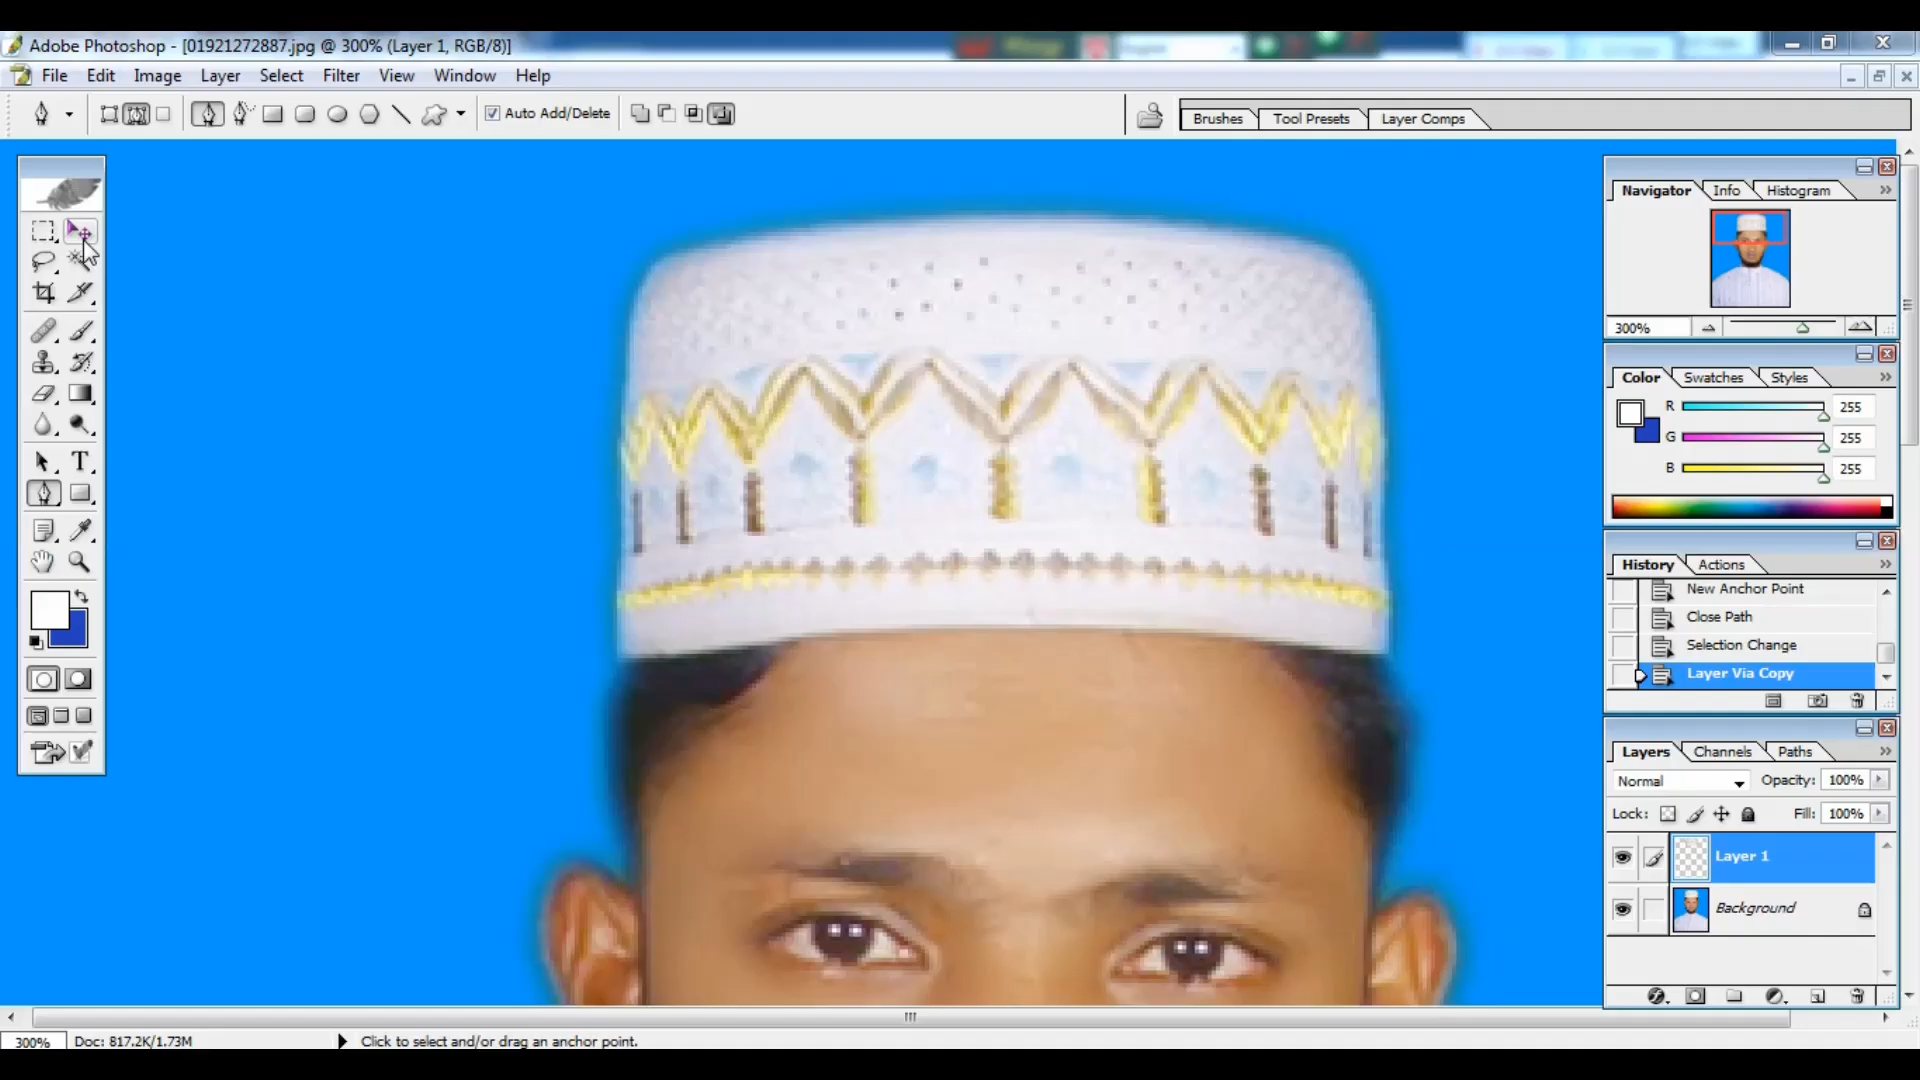 Adobe Photoshop - [01921272887.jpg @ 300% (Layer 1, RGB/8)]
File Edit Image Layer Select Filter View Window Help
Auto Add/Delete
Brushes Tool Presets Layer Comps
Navigator Info Histogram
300%
Color Swatches Styles
R 255
G 255
B 255
History Actions
New Anchor Point
Close Path
Selection Change
Layer Via Copy
Layers Channels Paths
Normal Opacity: 100%
Lock: Fill: 100%
Layer 1
Background
300% Doc: 817.2K/1.73M Click to select and/or drag an anchor point.